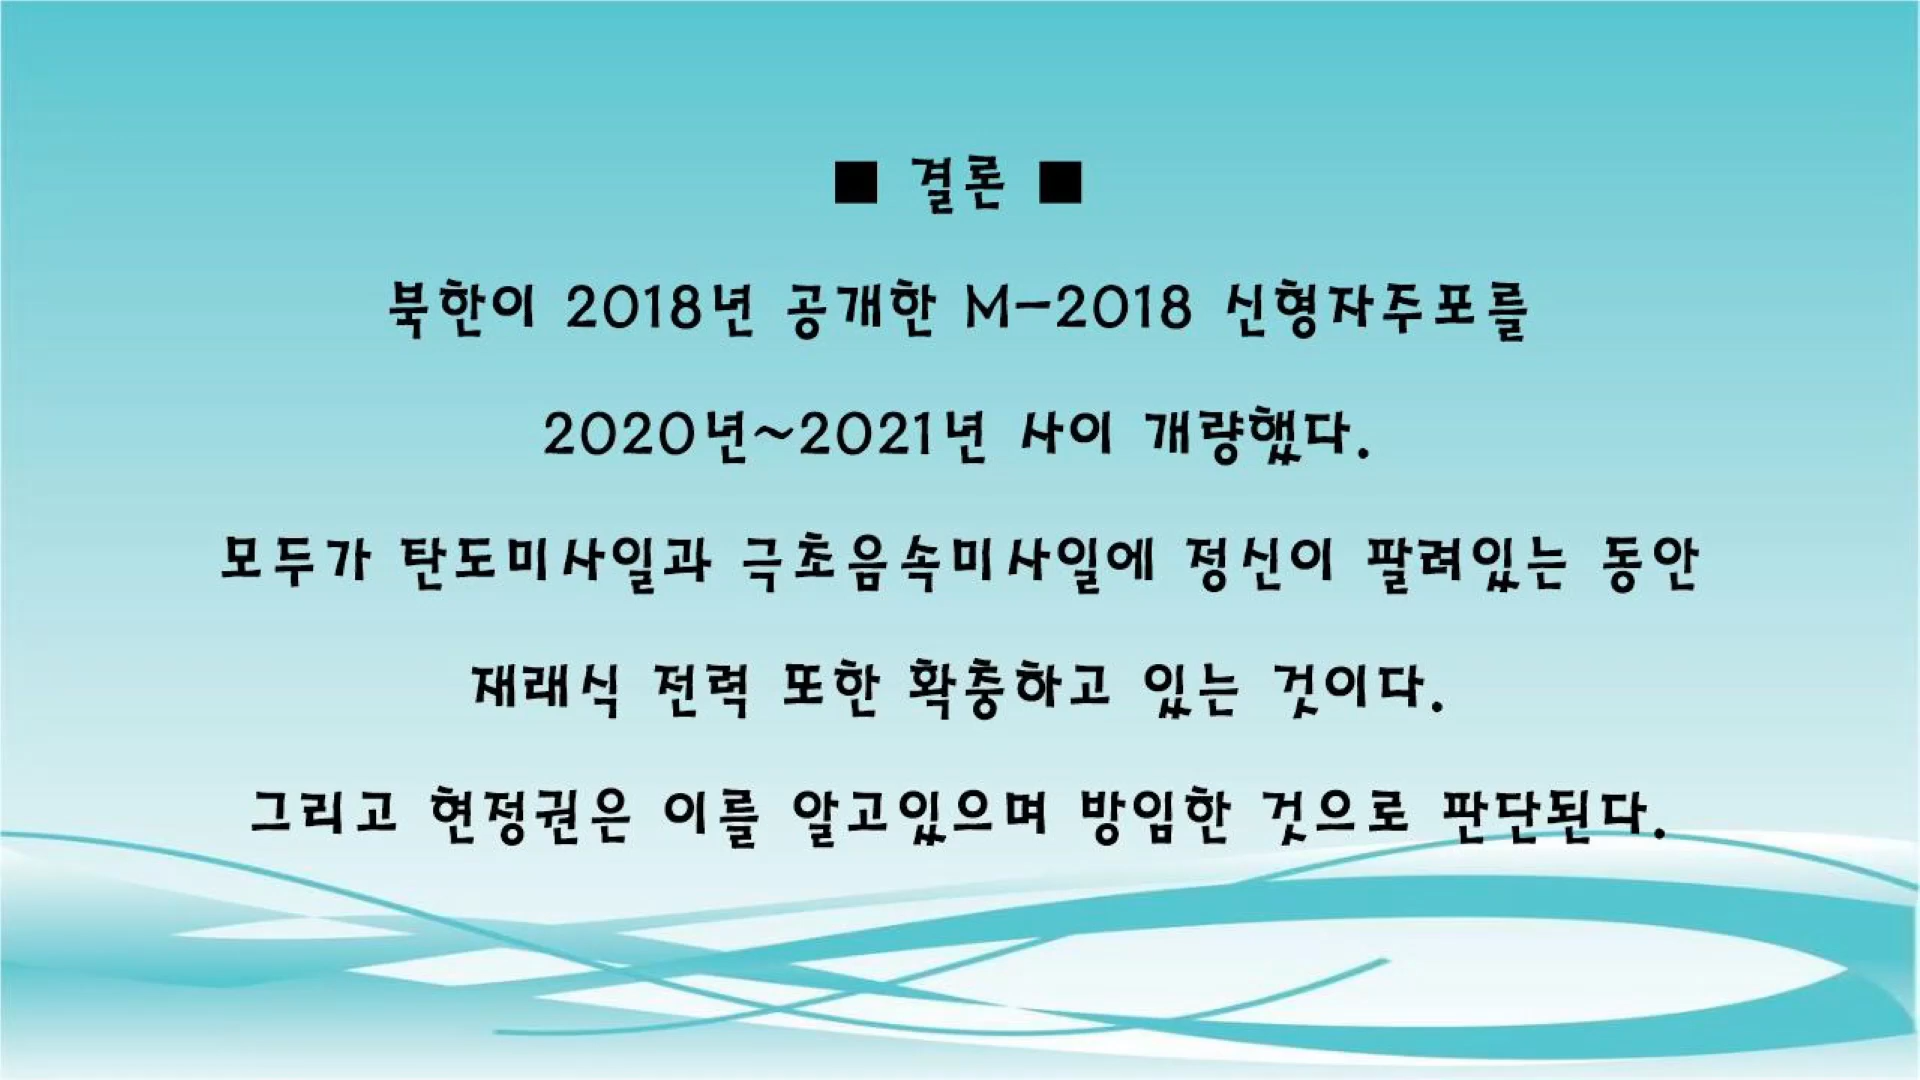 ■ 결론 ■
북한이 2018년 공개한 M-2018 신형자주포를
2020년~2021년 사이 개량했다.
모두가 탄도미사일과 극초음속미사일에 정신이 팔려있는 동안
재래식 전력 또한 확충하고 있는 것이다.
그리고 현정권은 이를 알고있으며 방임한 것으로 판단된다.